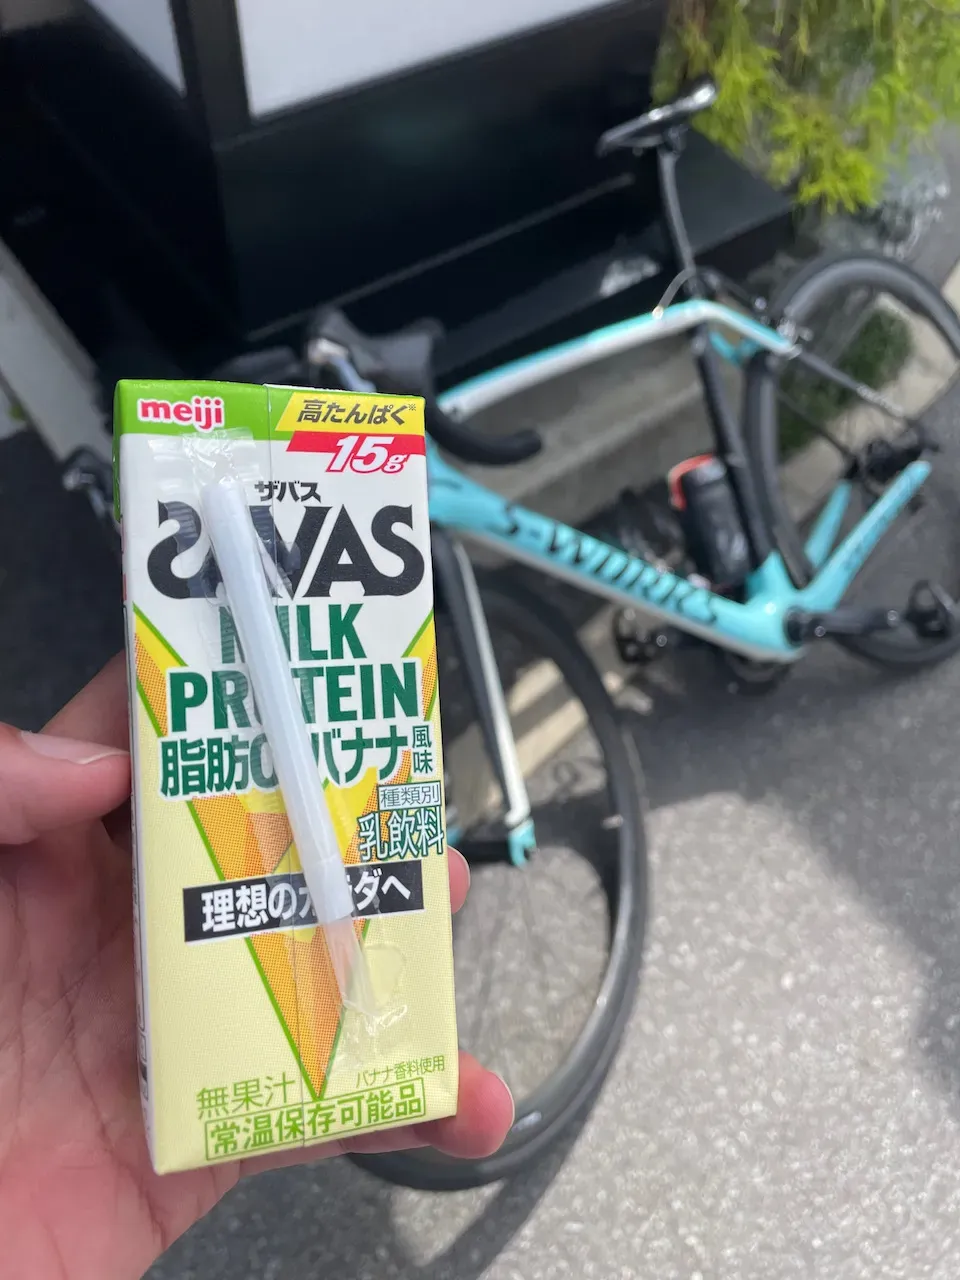 meiji
高たんぱく※
15g
ザバス
SAVAS
MILK
PROTEIN
脂肪0 バナナ風味
種類別
乳飲料
理想のカラダへ
バナナ香料使用
無果汁
常温保存可能品
S-WORKS